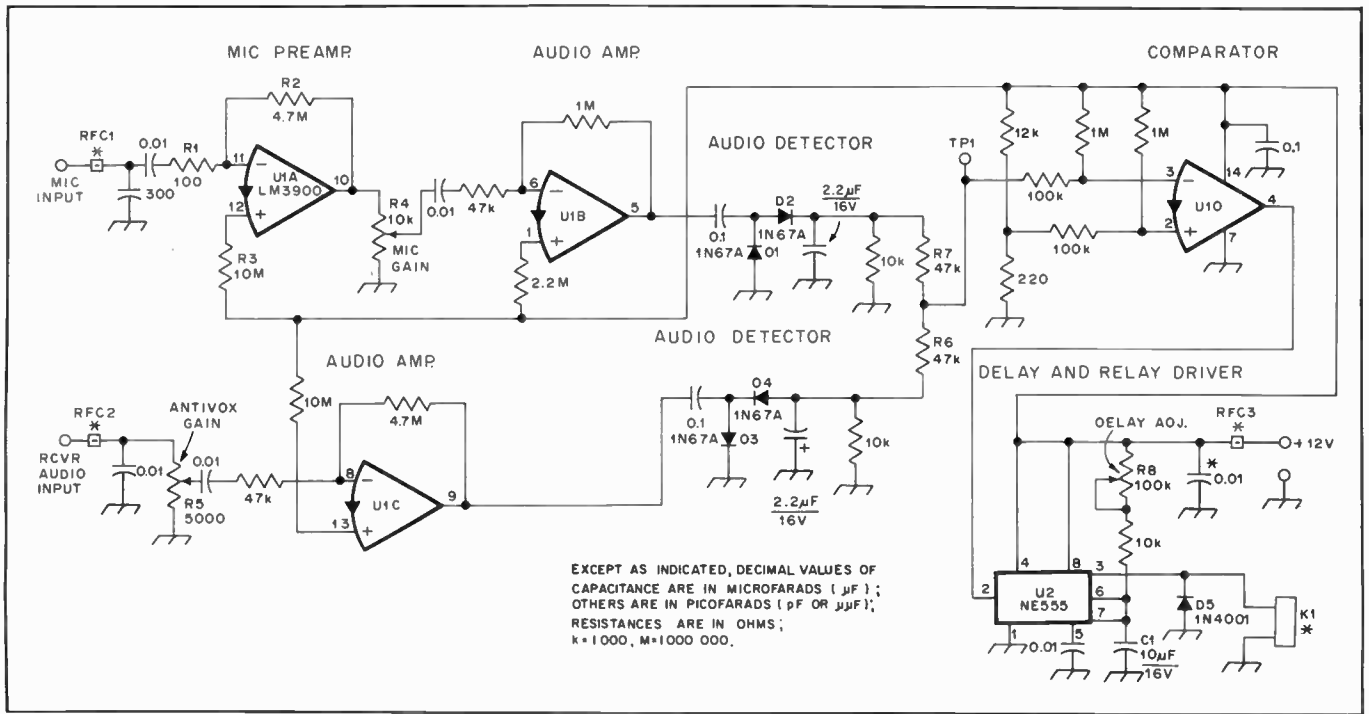 MIC PREAMP.
AUDIO AMP.
COMPARATOR
R2
4.7M
1M
RFC1
*
0.01
R1
100
MIC
INPUT
300
11
−
U1A
LM3900
12
+
10
R3
10M
R4
10k
MIC
GAIN
0.01
47k
6
−
U1B
1
+
5
2.2M
AUDIO DETECTOR
0.1
1N67A
D1
D2
1N67A
2.2µF
16V
10k
R7
47k
R6
47k
TP1
12k
1M
1M
100k
100k
220
3
−
U1D
2
+
14
7
4
0.1
AUDIO AMP.
AUDIO DETECTOR
10M
4.7M
RFC2
*
RCVR
AUDIO
INPUT
0.01
ANTIVOX
GAIN
R5
5000
0.01
47k
8
−
U1C
13
+
9
0.1
1N67A
D3
D4
1N67A
+
2.2µF
16V
10k
DELAY AND RELAY DRIVER
DELAY ADJ.
R8
100k
10k
RFC3
*
+12V
*
0.01
4
8
3
2
U2
NE555
6
7
1
5
0.01
C1
10µF
16V
D5
1N4001
K1
*
EXCEPT AS INDICATED, DECIMAL VALUES OF
CAPACITANCE ARE IN MICROFARADS (µF);
OTHERS ARE IN PICOFARADS (pF OR µµF);
RESISTANCES ARE IN OHMS;
k=1000, M=1000 000.